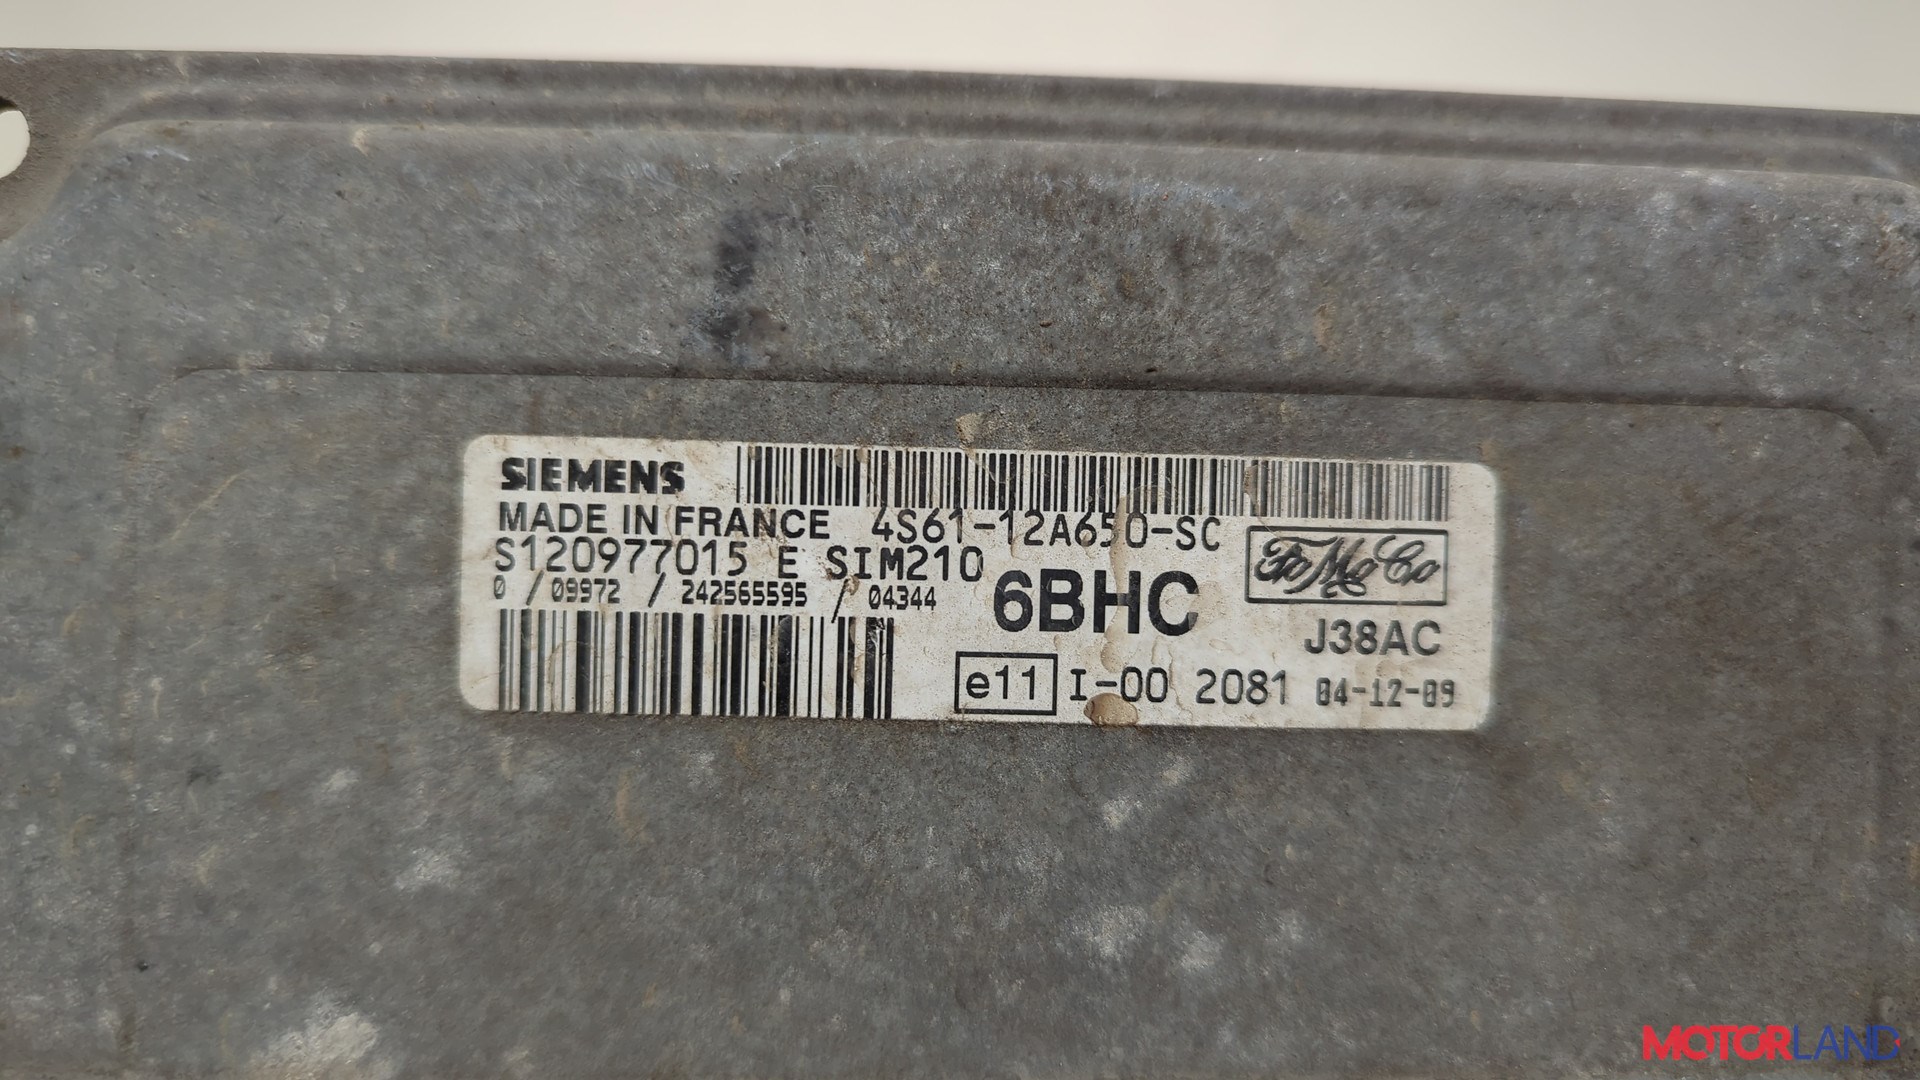 SIEMENS
MADE IN FRANCE 4S61-12A650-SC
S120977015 E SIM210
0 / 09972 / 242565595 / 04344
6BHC
FoMoCo
J38AC
e11 I-00 2081 04-12-09
MOTORLAND